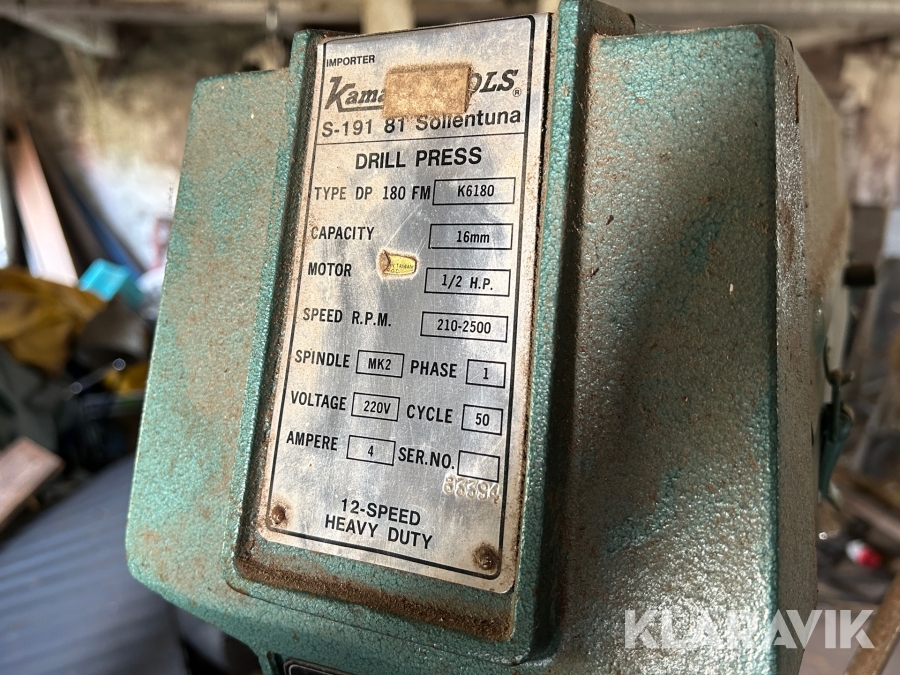 IMPORTER
Kama OLS®
S-191 81 Sollentuna
DRILL PRESS
TYPE DP 180 FM K6180
CAPACITY 16mm
MOTOR 1/2 H.P.
SPEED R.P.M. 210-2500
SPINDLE MK2 PHASE 1
VOLTAGE 220V CYCLE 50
AMPERE 4 SER.NO.
12-SPEED
HEAVY DUTY
KLARAVIK